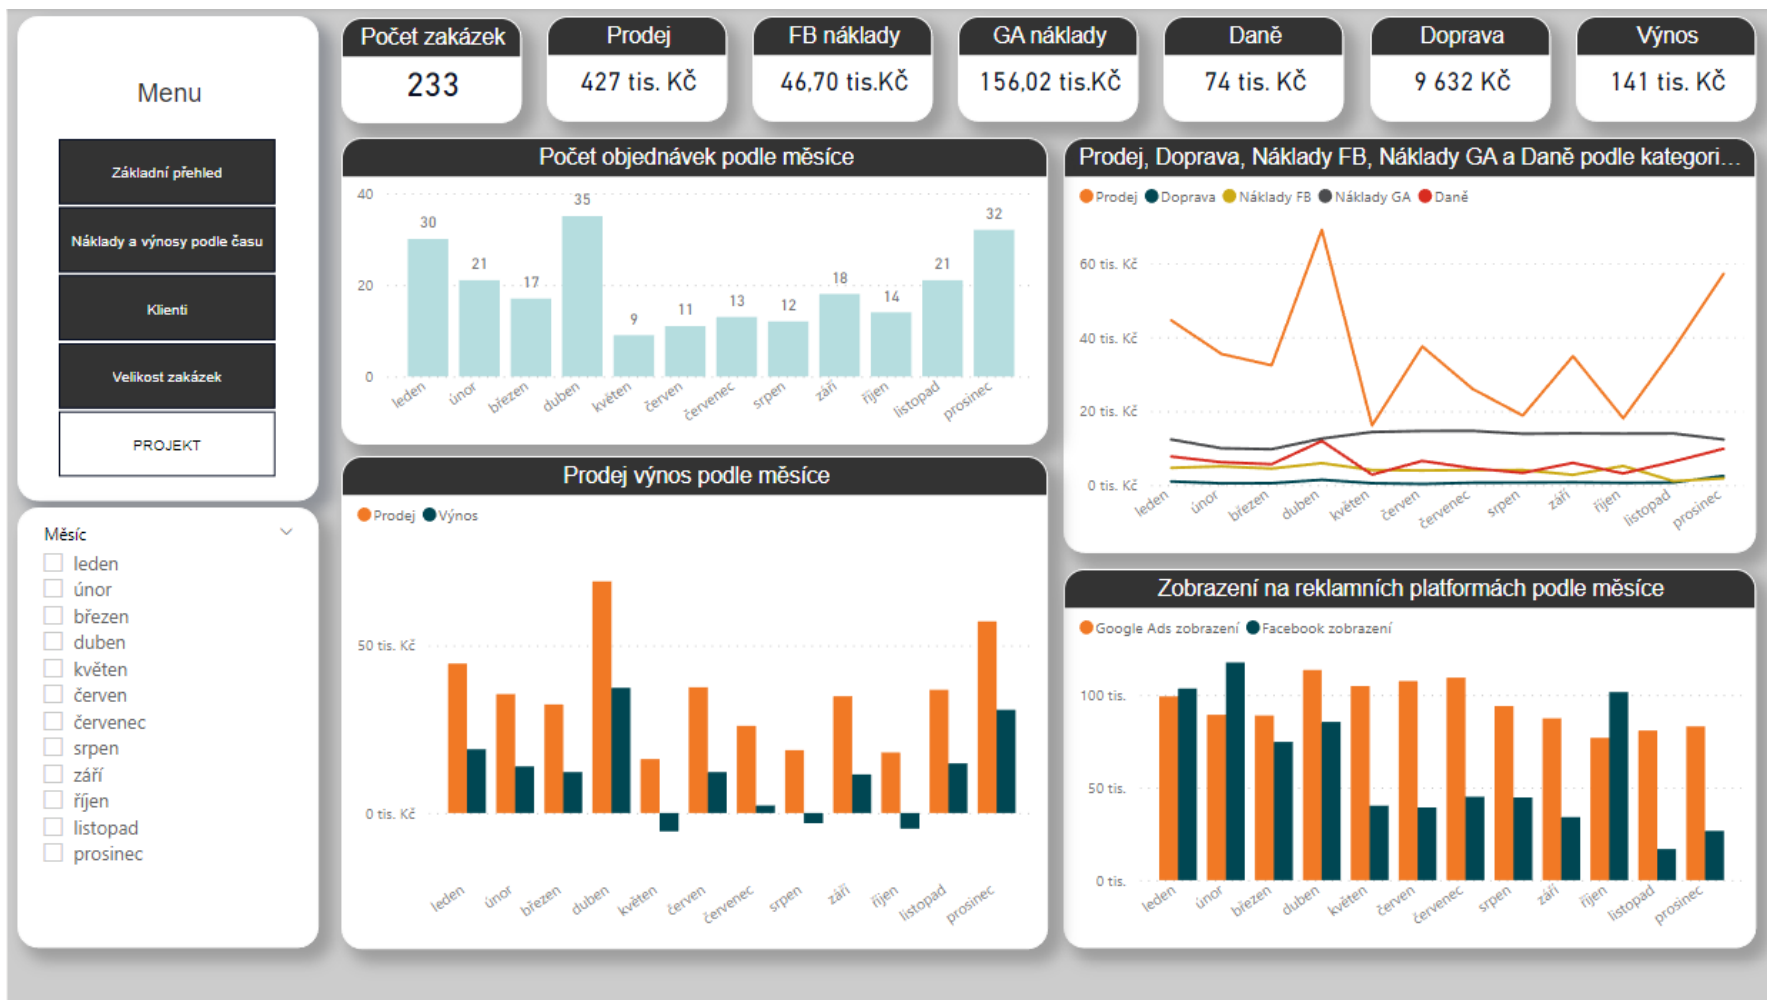 Menu
Základní přehled
Náklady a výnosy podle času
Klienti
Velikost zakázek
PROJEKT
Měsíc
leden
únor
březen
duben
květen
červen
červenec
srpen
září
říjen
listopad
prosinec
Počet zakázek
233
Prodej
427 tis. KČ
FB náklady
46,70 tis.KČ
GA náklady
156,02 tis.KČ
Daně
74 tis. KČ
Doprava
9 632 KČ
Výnos
141 tis. KČ
Počet objednávek podle měsíce
40
20
0
30
21
17
35
9
11
13
12
18
14
21
32
leden
únor
březen
duben
květen
červen
červenec
srpen
září
říjen
listopad
prosinec
Prodej, Doprava, Náklady FB, Náklady GA a Daně podle kategori...
Prodej Doprava Náklady FB Náklady GA Daně
60 tis. Kč
40 tis. Kč
20 tis. Kč
0 tis. Kč
leden
únor
březen
duben
květen
červen
červenec
srpen
září
říjen
listopad
prosinec
Prodej výnos podle měsíce
Prodej Výnos
50 tis. Kč
0 tis. Kč
leden
únor
březen
duben
květen
červen
červenec
srpen
září
říjen
listopad
prosinec
Zobrazení na reklamních platformách podle měsíce
Google Ads zobrazení Facebook zobrazení
100 tis.
50 tis.
0 tis.
leden
únor
březen
duben
květen
červen
červenec
srpen
září
říjen
listopad
prosinec